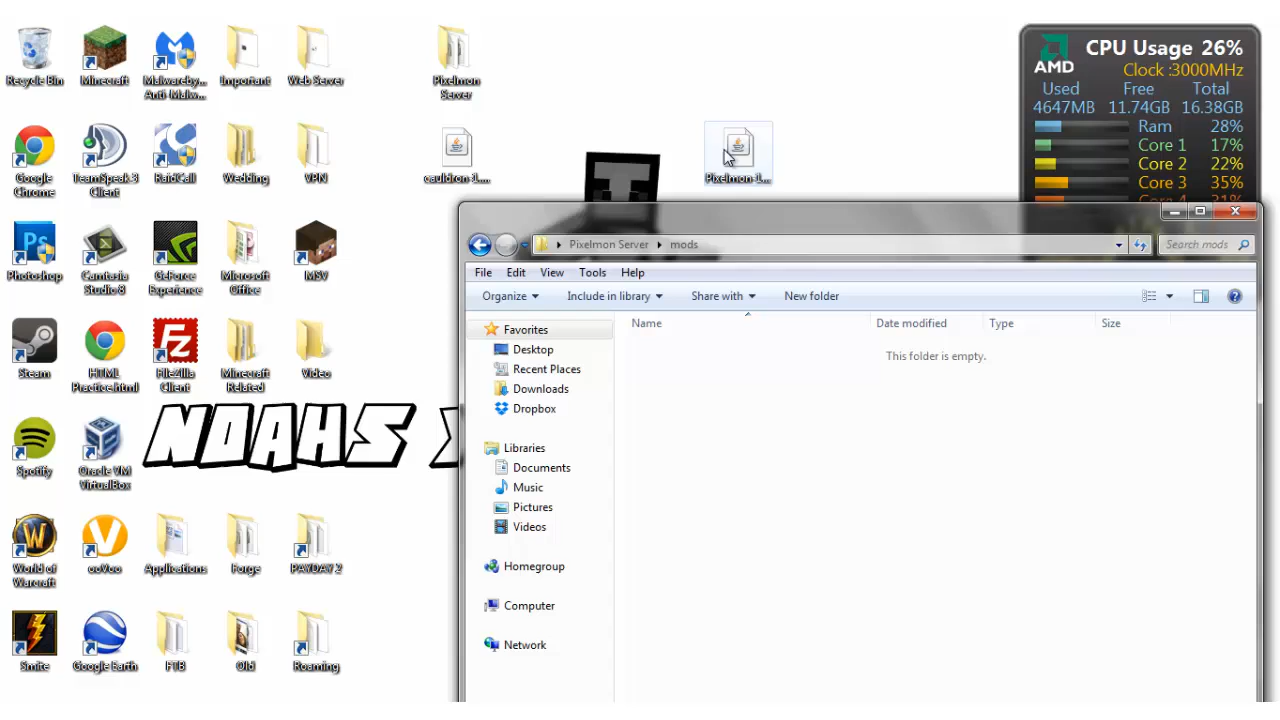 Recycle Bin
Minecraft
Malwareby...
Anti-Malw...
Important
Web Server
Pixelmon
Server
AMD
CPU Usage 26%
Clock :3000MHz
Used Free Total
4647MB 11.74GB 16.38GB
Ram 28%
Core 1 17%
Core 2 22%
Core 3 35%
Core 4 31%
Google
Chrome
TeamSpeak 3
Client
RaidCall
Wedding
VPN
cauldron-1....
Pixelmon-1...
Photoshop
Camtasia
Studio 8
GeForce
Experience
Microsoft
Office
MSV
Steam
HTML
Practice.html
FileZilla
Client
Minecraft
Related
Video
NOAHS
Spotify
Oracle VM
VirtualBox
World of
Warcraft
ooVoo
Applications
Forge
PAYDAY 2
Smite
Google Earth
FTB
Old
Roaming
Pixelmon Server mods
Search mods
File Edit View Tools Help
Organize Include in library Share with New folder
Name Date modified Type Size
This folder is empty.
Favorites
Desktop
Recent Places
Downloads
Dropbox
Libraries
Documents
Music
Pictures
Videos
Homegroup
Computer
Network